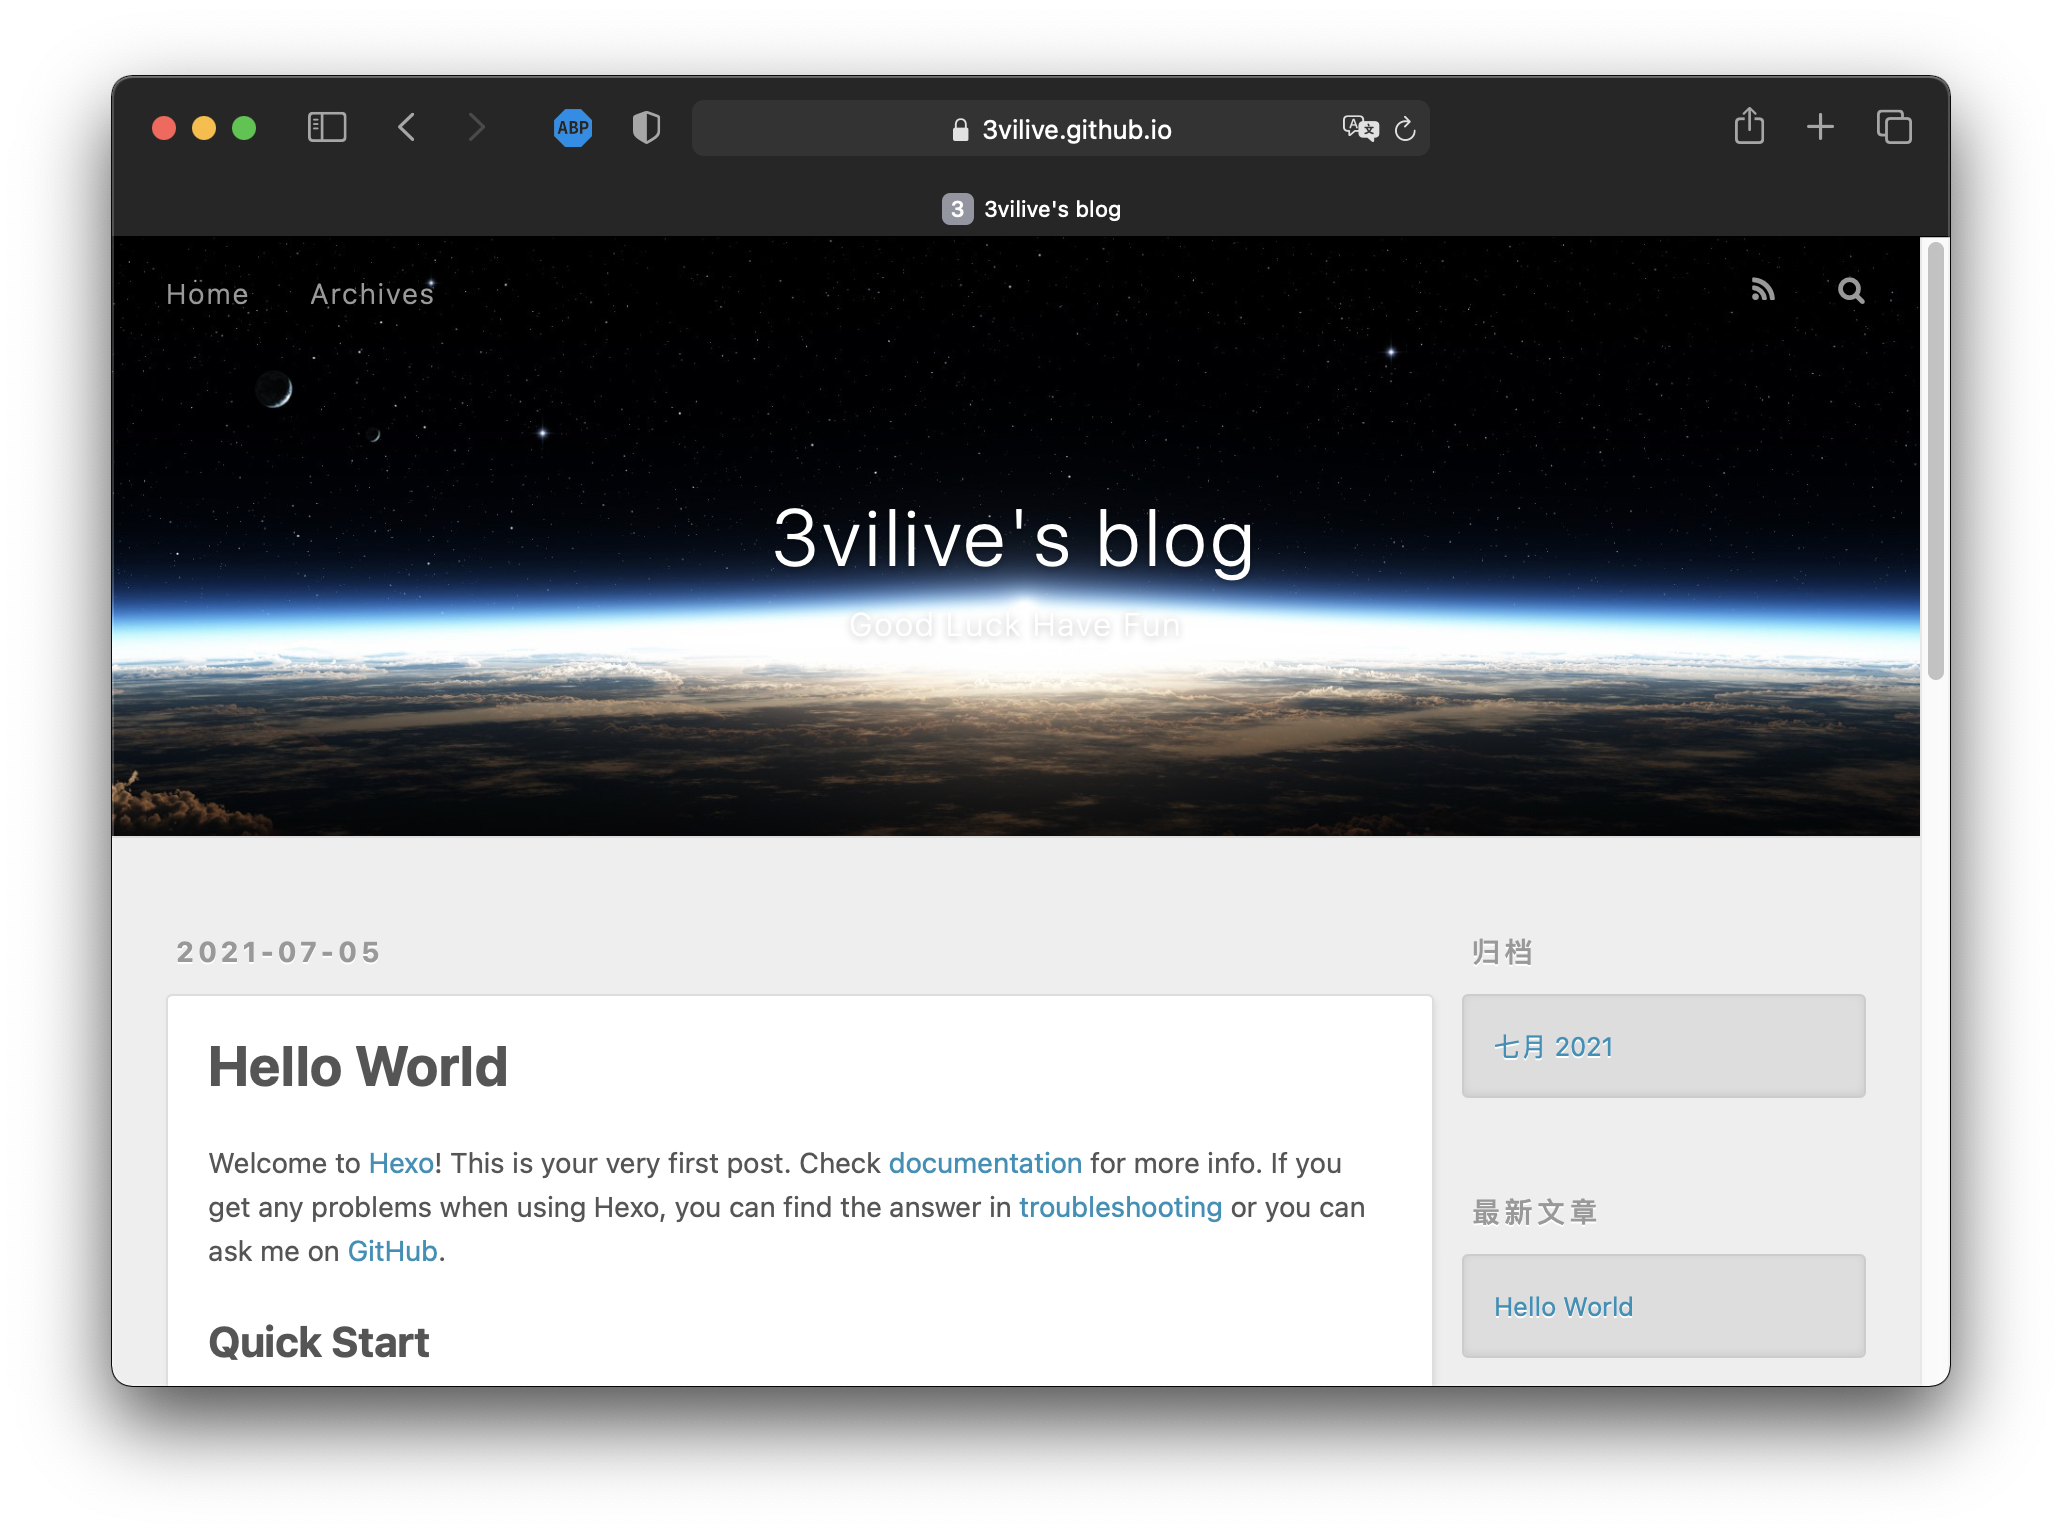 ABP
3vilive.github.io
3 3vilive's blog
Home Archives
3vilive's blog
Good Luck Have Fun
2021-07-05
归档
Hello World
七月 2021
Welcome to Hexo! This is your very first post. Check documentation for more info. If you
get any problems when using Hexo, you can find the answer in troubleshooting or you can
ask me on GitHub.
最新文章
Hello World
Quick Start